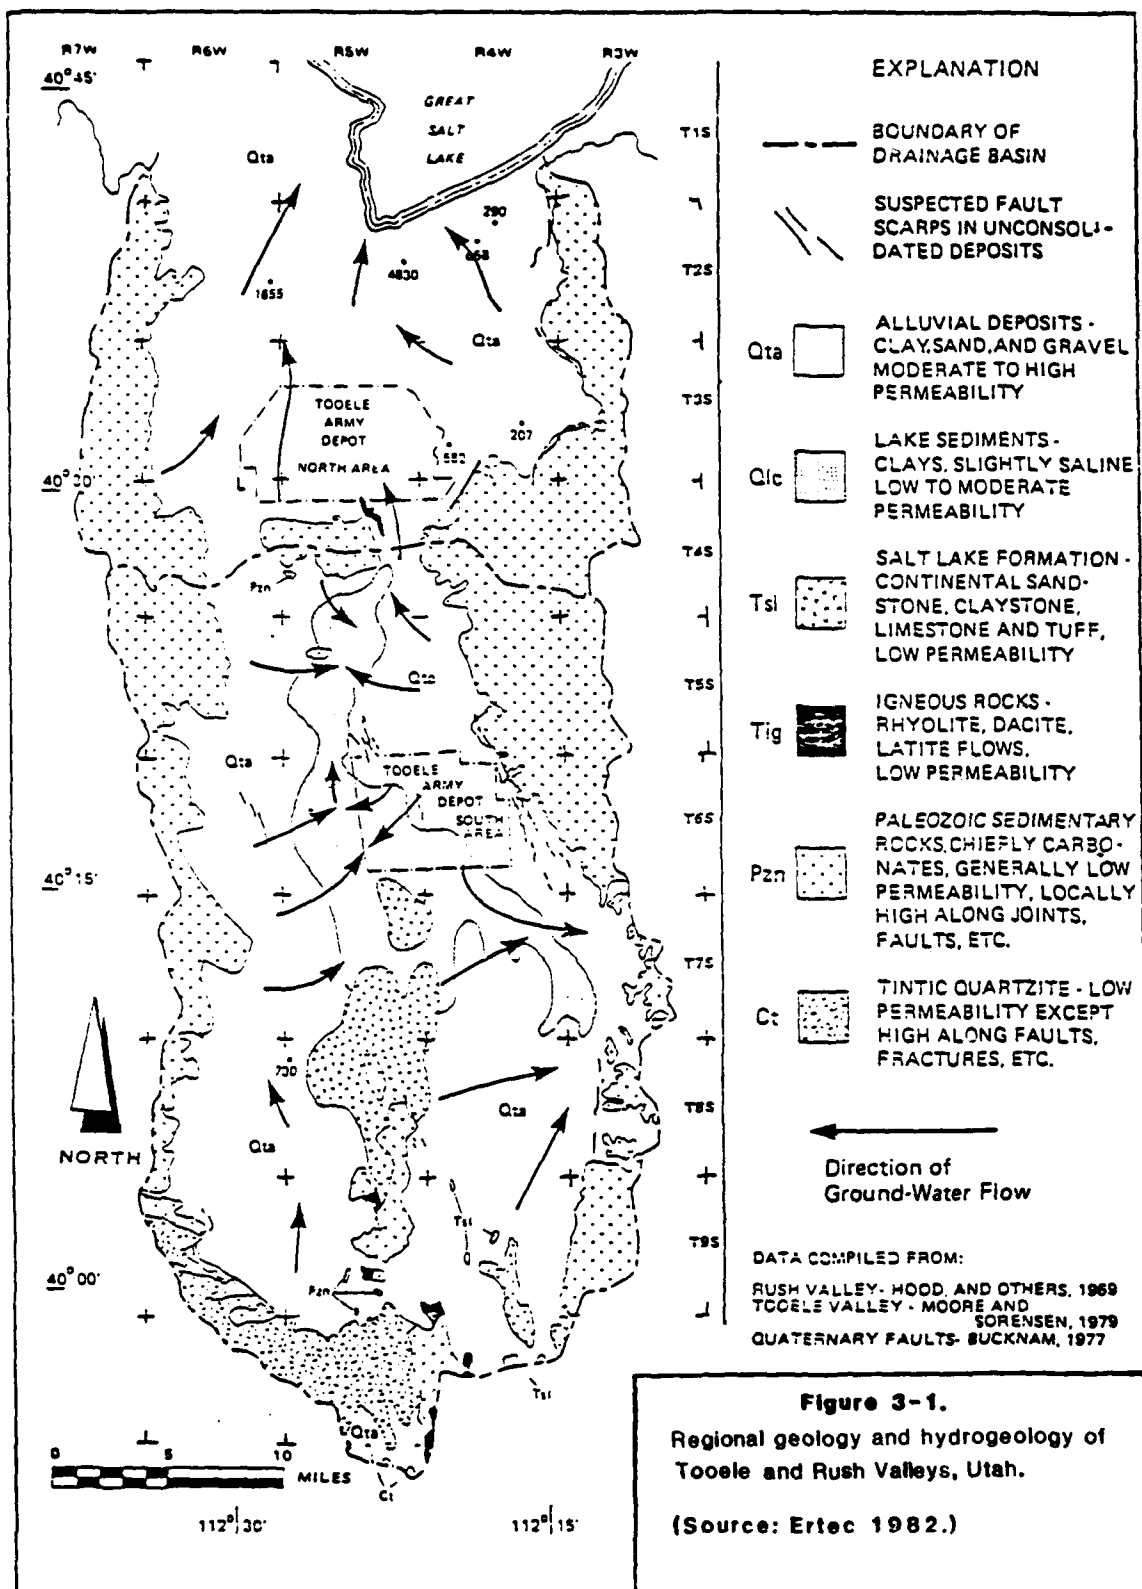 R7W R6W R5W R4W R3W
40°45'
GREAT
SALT
LAKE
Qta
T1S
290
658
4830
1655
T2S
Qta
T3S
TOOELE
ARMY
DEPOT
NORTH AREA
207
40°30'
T4S
Pzn
T5S
Qta
Qta
TOOELE
ARMY
DEPOT
SOUTH
AREA
T6S
40°15'
T7S
730
Qta
T8S
Qta
NORTH
Tsl
T9S
40°00'
Pzn
Tsl
Qta
Ct
0 5 10
MILES
112°30' 112°15'
EXPLANATION
BOUNDARY OF
DRAINAGE BASIN
SUSPECTED FAULT
SCARPS IN UNCONSOLI-
DATED DEPOSITS
Qta
ALLUVIAL DEPOSITS -
CLAY, SAND, AND GRAVEL
MODERATE TO HIGH
PERMEABILITY
Qlc
LAKE SEDIMENTS -
CLAYS, SLIGHTLY SALINE
LOW TO MODERATE
PERMEABILITY
Tsl
SALT LAKE FORMATION -
CONTINENTAL SAND-
STONE, CLAYSTONE,
LIMESTONE AND TUFF,
LOW PERMEABILITY
Tig
IGNEOUS ROCKS -
RHYOLITE, DACITE,
LATITE FLOWS,
LOW PERMEABILITY
Pzn
PALEOZOIC SEDIMENTARY
ROCKS, CHIEFLY CARBO-
NATES, GENERALLY LOW
PERMEABILITY, LOCALLY
HIGH ALONG JOINTS,
FAULTS, ETC.
Ct
TINTIC QUARTZITE - LOW
PERMEABILITY EXCEPT
HIGH ALONG FAULTS,
FRACTURES, ETC.
Direction of
Ground-Water Flow
DATA COMPILED FROM:
RUSH VALLEY- HOOD, AND OTHERS, 1969
TOOELE VALLEY - MOORE AND
SORENSEN, 1979
QUATERNARY FAULTS- BUCKNAM, 1977
Figure 3-1.
Regional geology and hydrogeology of
Tooele and Rush Valleys, Utah.
(Source: Ertec 1982.)